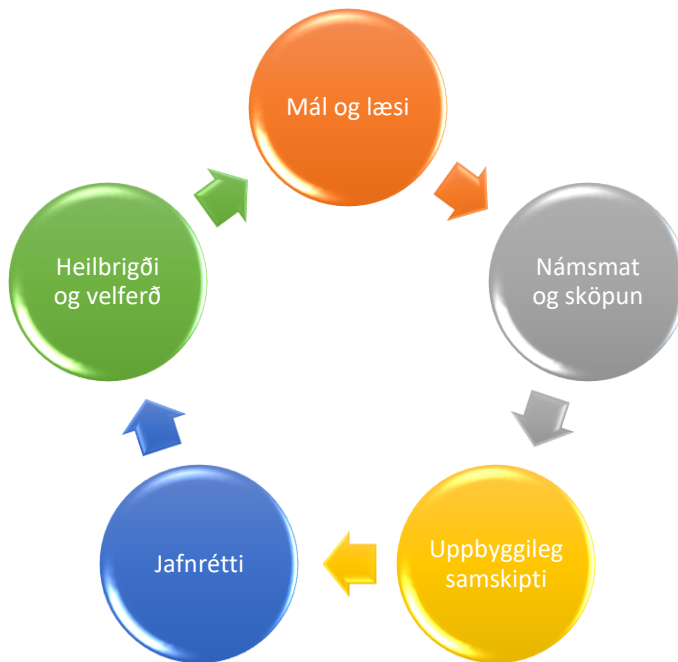 Mál og læsi
Námsmat
og sköpun
Uppbyggileg
samskipti
Jafnrétti
Heilbrigði
og velferð